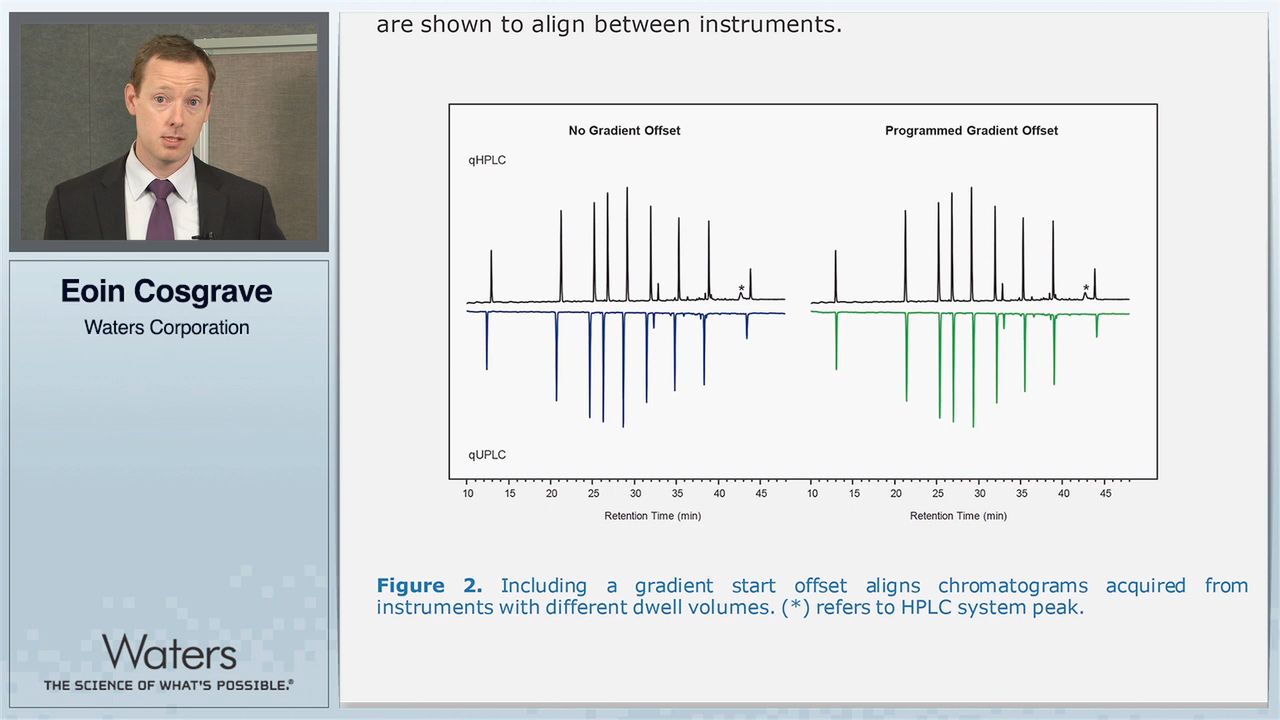 are shown to align between instruments.
No Gradient Offset
Programmed Gradient Offset
qHPLC
*
*
qUPLC
10 15 20 25 30 35 40 45
10 15 20 25 30 35 40 45
Retention Time (min)
Retention Time (min)
Figure 2. Including a gradient start offset aligns chromatograms acquired from
instruments with different dwell volumes. (*) refers to HPLC system peak.
Eoin Cosgrave
Waters Corporation
Waters
THE SCIENCE OF WHAT'S POSSIBLE.®